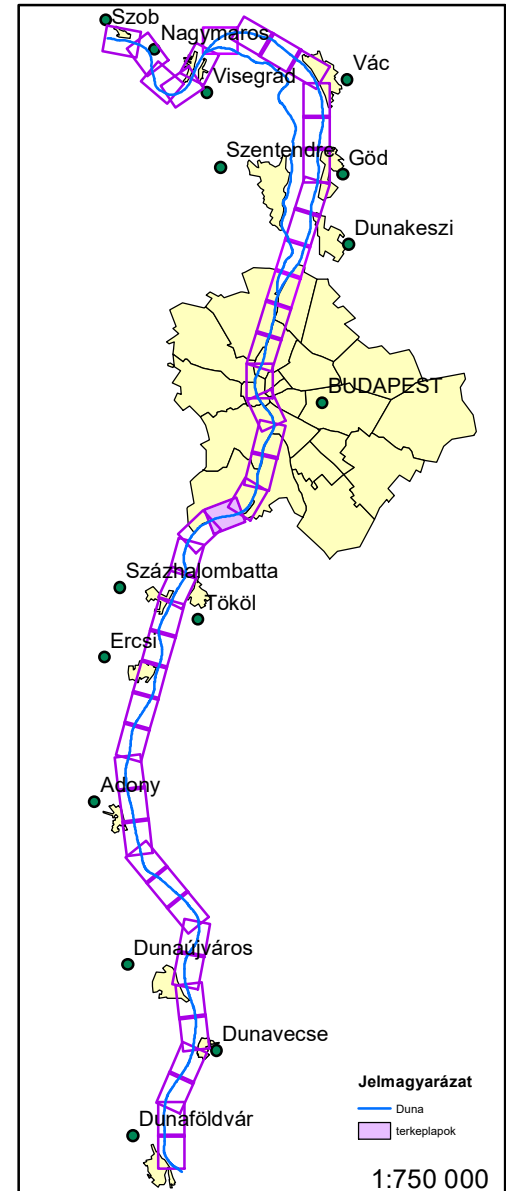 Szob
Nagymaros
Visegrád
Vác
Szentendre
Göd
Dunakeszi
BUDAPEST
Százhalombatta
Tököl
Ercsi
Adony
Dunaújváros
Dunavecse
Dunaföldvár
Jelmagyarázat
Duna
terkeplapok
1:750 000